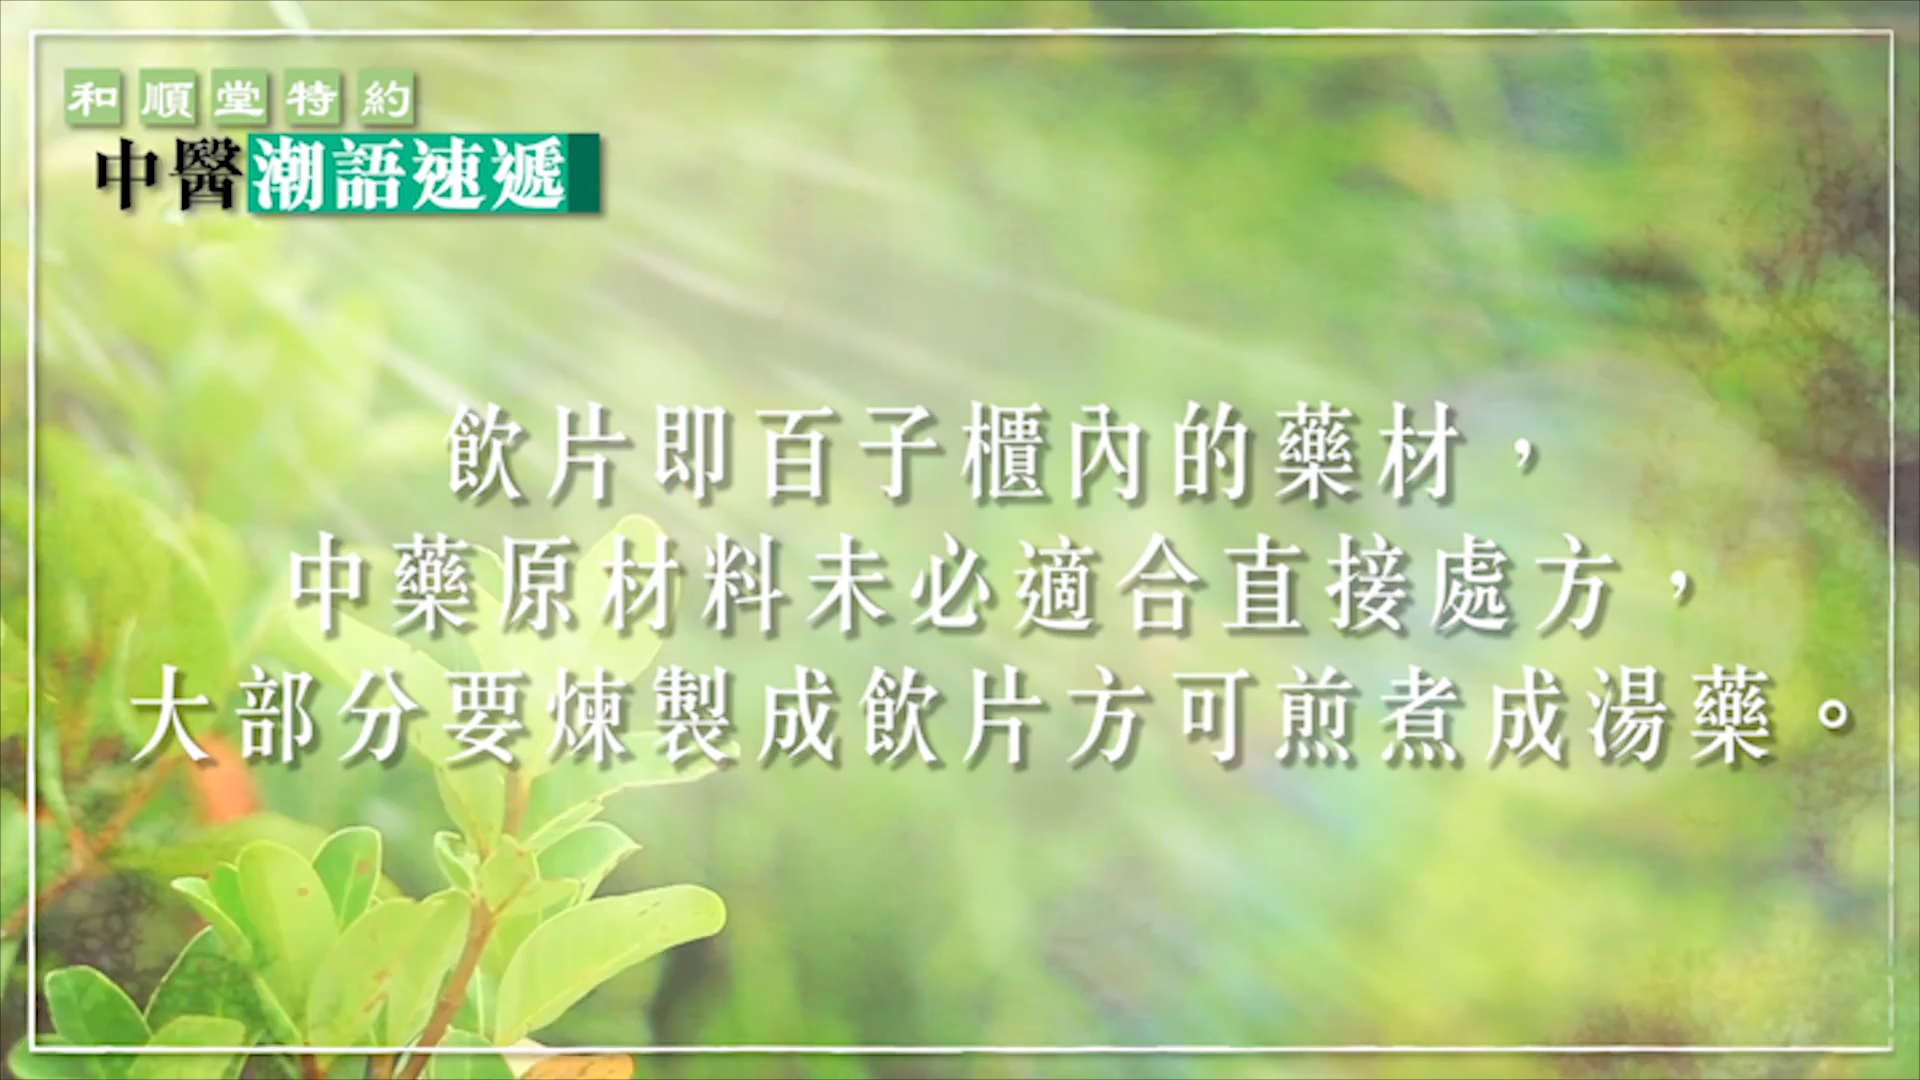 和順堂特約
中醫潮語速遞
飲片即百子櫃內的藥材，
中藥原材料未必適合直接處方，
大部分要煉製成飲片方可煎煮成湯藥。